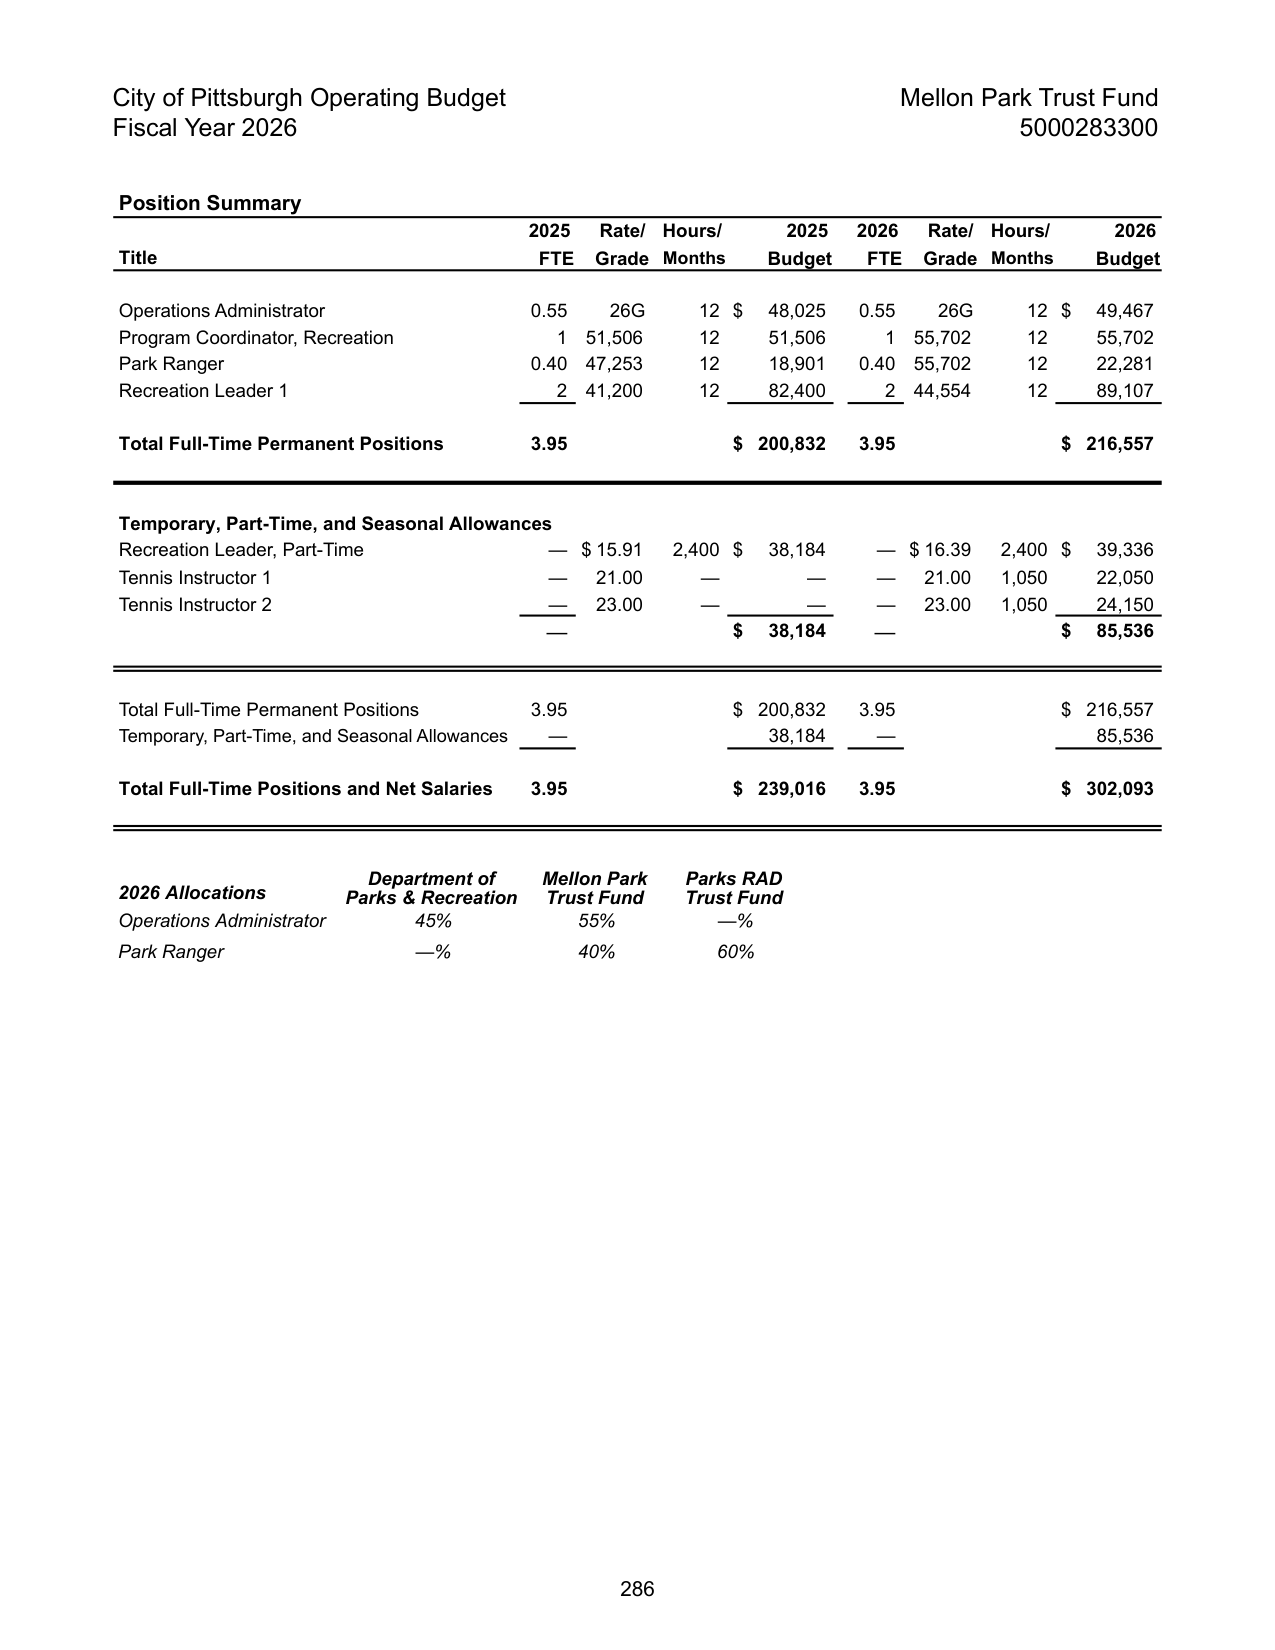 City of Pittsburgh Operating Budget Mellon Park Trust Fund
Fiscal Year 2026 5000283300
Position Summary
2025 Rate/ Hours/ 2025 2026 Rate/ Hours/ 2026
Title FTE Grade Months Budget FTE Grade Months Budget
Operations Administrator 0.55 26G 12 $ 48,025 0.55 26G 12 $ 49,467
Program Coordinator, Recreation 1 51,506 12 51,506 1 55,702 12 55,702
Park Ranger 0.40 47,253 12 18,901 0.40 55,702 12 22,281
Recreation Leader 1 2 41,200 12 82,400 2 44,554 12 89,107
Total Full-Time Permanent Positions 3.95 $ 200,832 3.95 $ 216,557
Temporary, Part-Time, and Seasonal Allowances
Recreation Leader, Part-Time — $ 15.91 2,400 $ 38,184 — $ 16.39 2,400 $ 39,336
Tennis Instructor 1 — 21.00 — — — 21.00 1,050 22,050
Tennis Instructor 2 — 23.00 — — — 23.00 1,050 24,150
— $ 38,184 — $ 85,536
Total Full-Time Permanent Positions 3.95 $ 200,832 3.95 $ 216,557
Temporary, Part-Time, and Seasonal Allowances — 38,184 — 85,536
Total Full-Time Positions and Net Salaries 3.95 $ 239,016 3.95 $ 302,093
Department of Mellon Park Parks RAD
2026 Allocations Parks & Recreation Trust Fund Trust Fund
Operations Administrator 45% 55% —%
Park Ranger —% 40% 60%
286